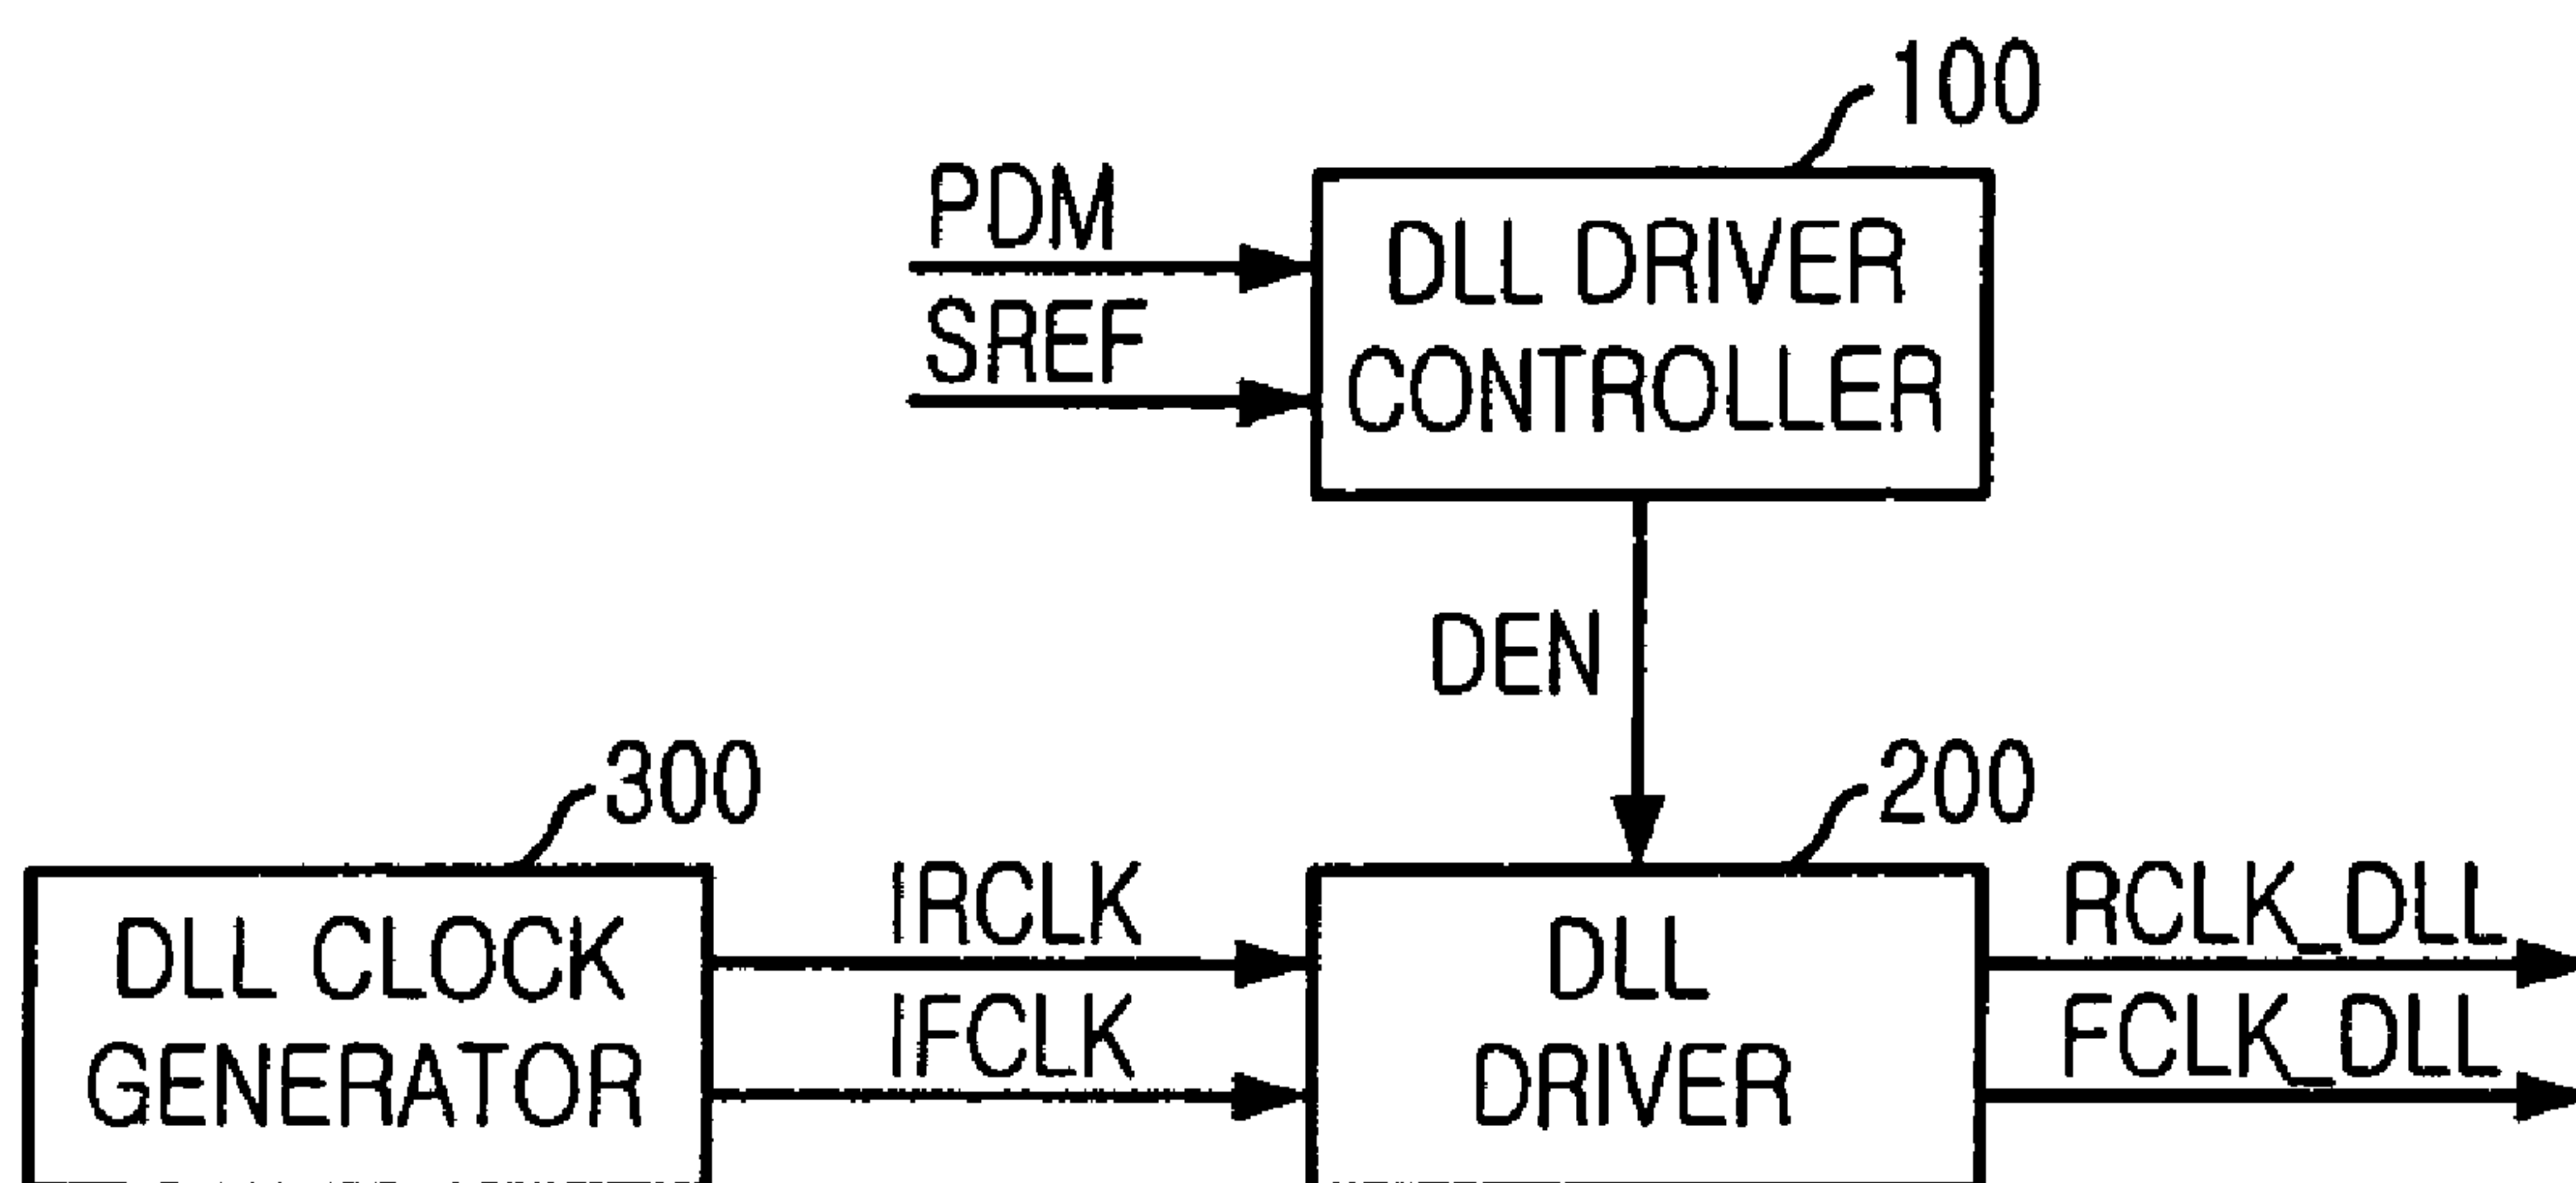 100
PDM
SREF
DLL DRIVER
CONTROLLER
DEN
300
200
DLL CLOCK
GENERATOR
IRCLK
IFCLK
DLL
DRIVER
RCLK_DLL
FCLK_DLL